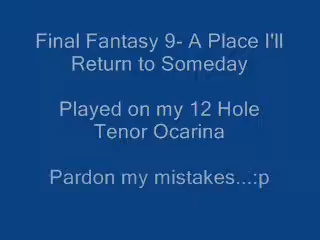 Final Fantasy 9- A Place I'll
Return to Someday
Played on my 12 Hole
Tenor Ocarina
Pardon my mistakes...:p